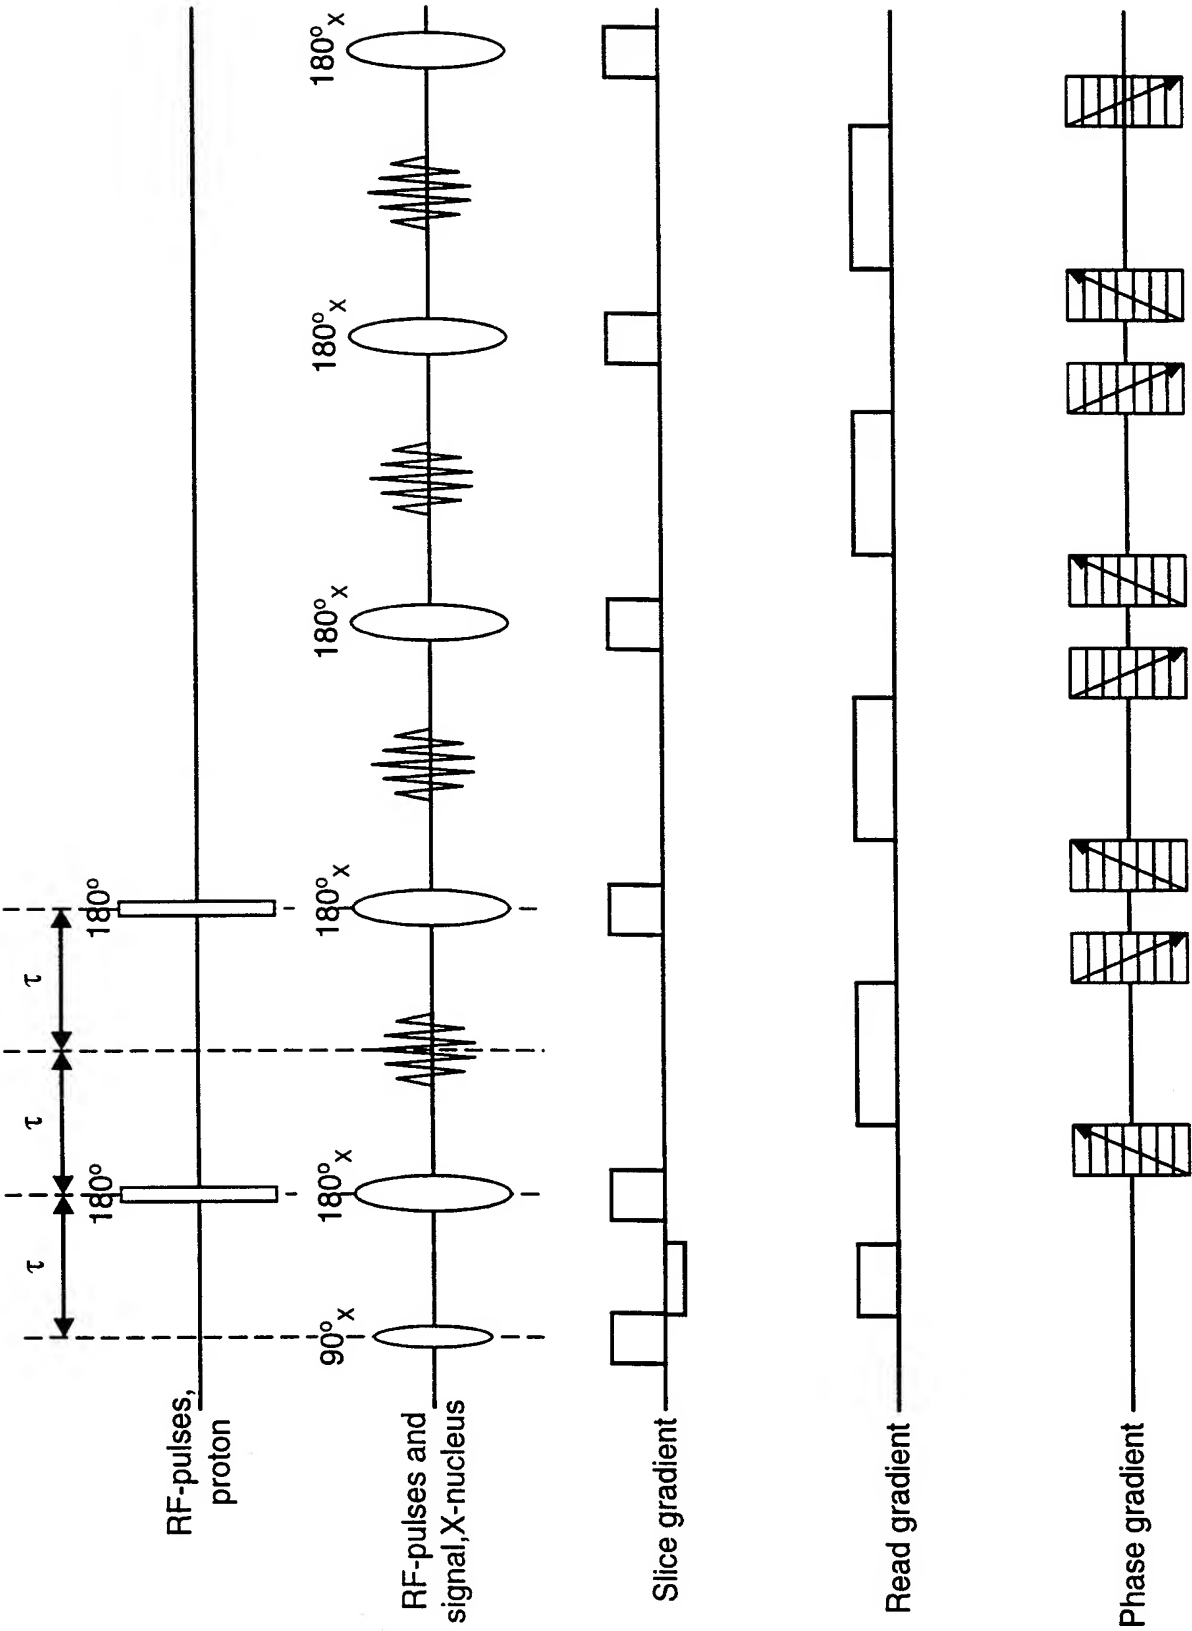 τ
τ
τ
180°
180°
RF-pulses,
proton
90°x
180°x
180°x
180°x
180°x
180°x
RF-pulses and
signal,X-nucleus
Slice gradient
Read gradient
Phase gradient